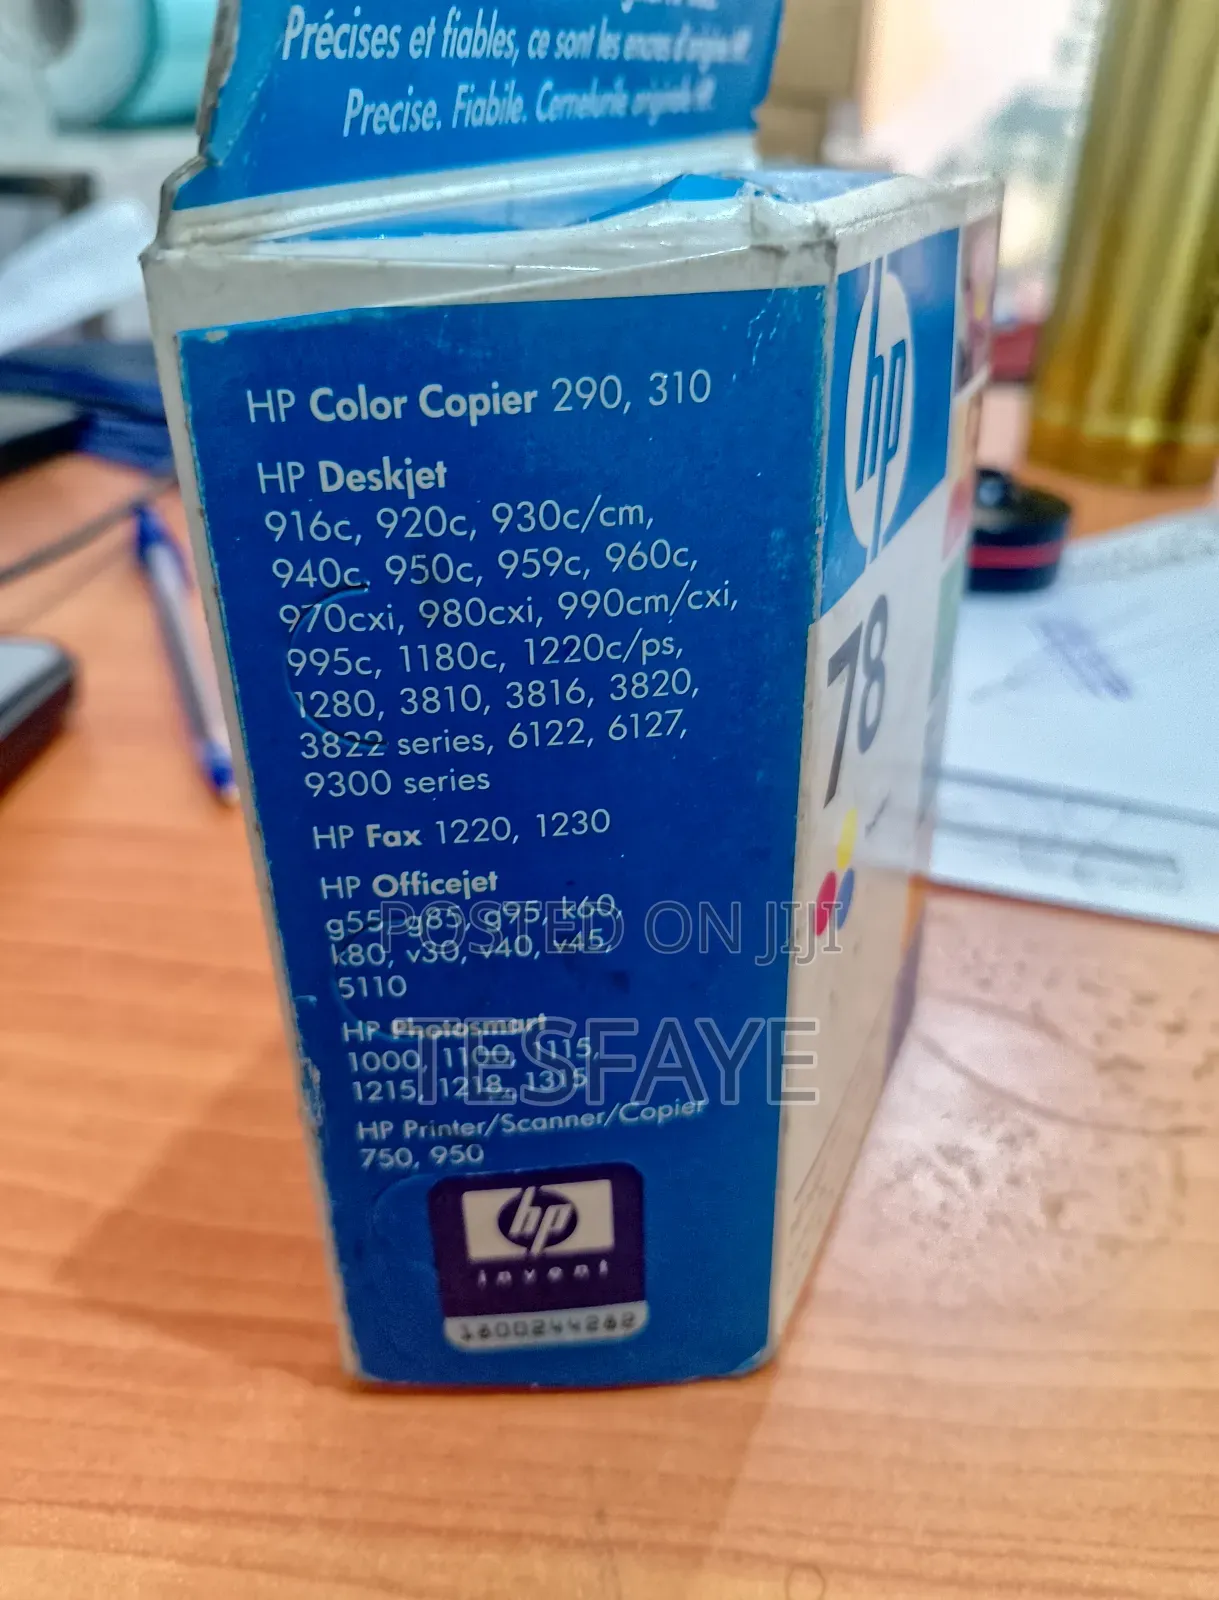 Précises et fiables, ce sont les encres d'origine HP.
Precise. Fiabile. Cernelurile originale HP.
HP Color Copier 290, 310
HP Deskjet
916c, 920c, 930c/cm,
940c, 950c, 959c, 960c,
970cxi, 980cxi, 990cm/cxi,
995c, 1180c, 1220c/ps,
1280, 3810, 3816, 3820,
3822 series, 6122, 6127,
9300 series
HP Fax 1220, 1230
HP Officejet
g55, g85, g95, k60,
k80, v30, v40, v45,
5110
HP Photosmart
1000, 1100, 1115,
1215, 1218, 1315
HP Printer/Scanner/Copier
750, 950
hp
invent
1600244262
hp
78
POSTED ON JIJI
TESFAYE